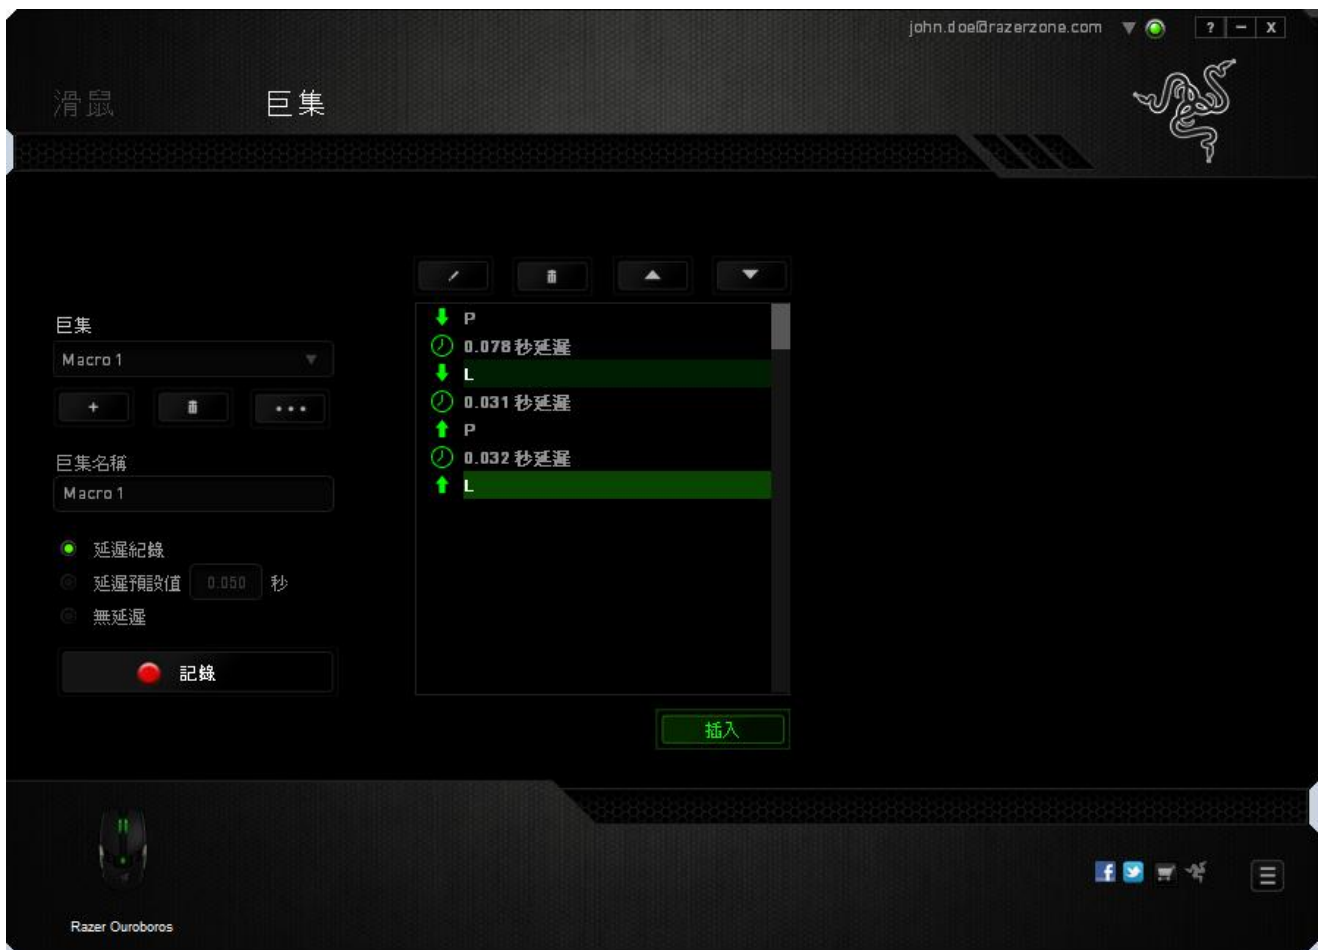 john.doe@razerzone.com
? – X
滑鼠 巨集
巨集
Macro 1
巨集名稱
Macro 1
延遲紀錄
延遲預設值 0.050 秒
無延遲
記錄
P
0.078 秒延遲
L
0.031 秒延遲
P
0.032 秒延遲
L
插入
Razer Ouroboros